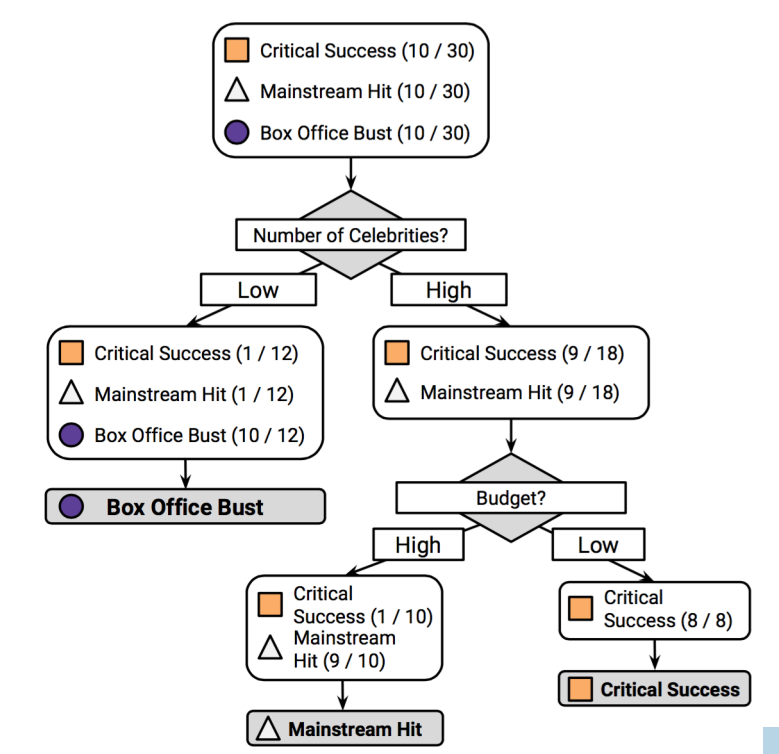 Critical Success (10 / 30)
Mainstream Hit (10 / 30)
Box Office Bust (10 / 30)
Number of Celebrities?
Low
High
Critical Success (1 / 12)
Mainstream Hit (1 / 12)
Box Office Bust (10 / 12)
Box Office Bust
Critical Success (9 / 18)
Mainstream Hit (9 / 18)
Budget?
High
Low
Critical
Success (1 / 10)
Mainstream
Hit (9 / 10)
Mainstream Hit
Critical
Success (8 / 8)
Critical Success